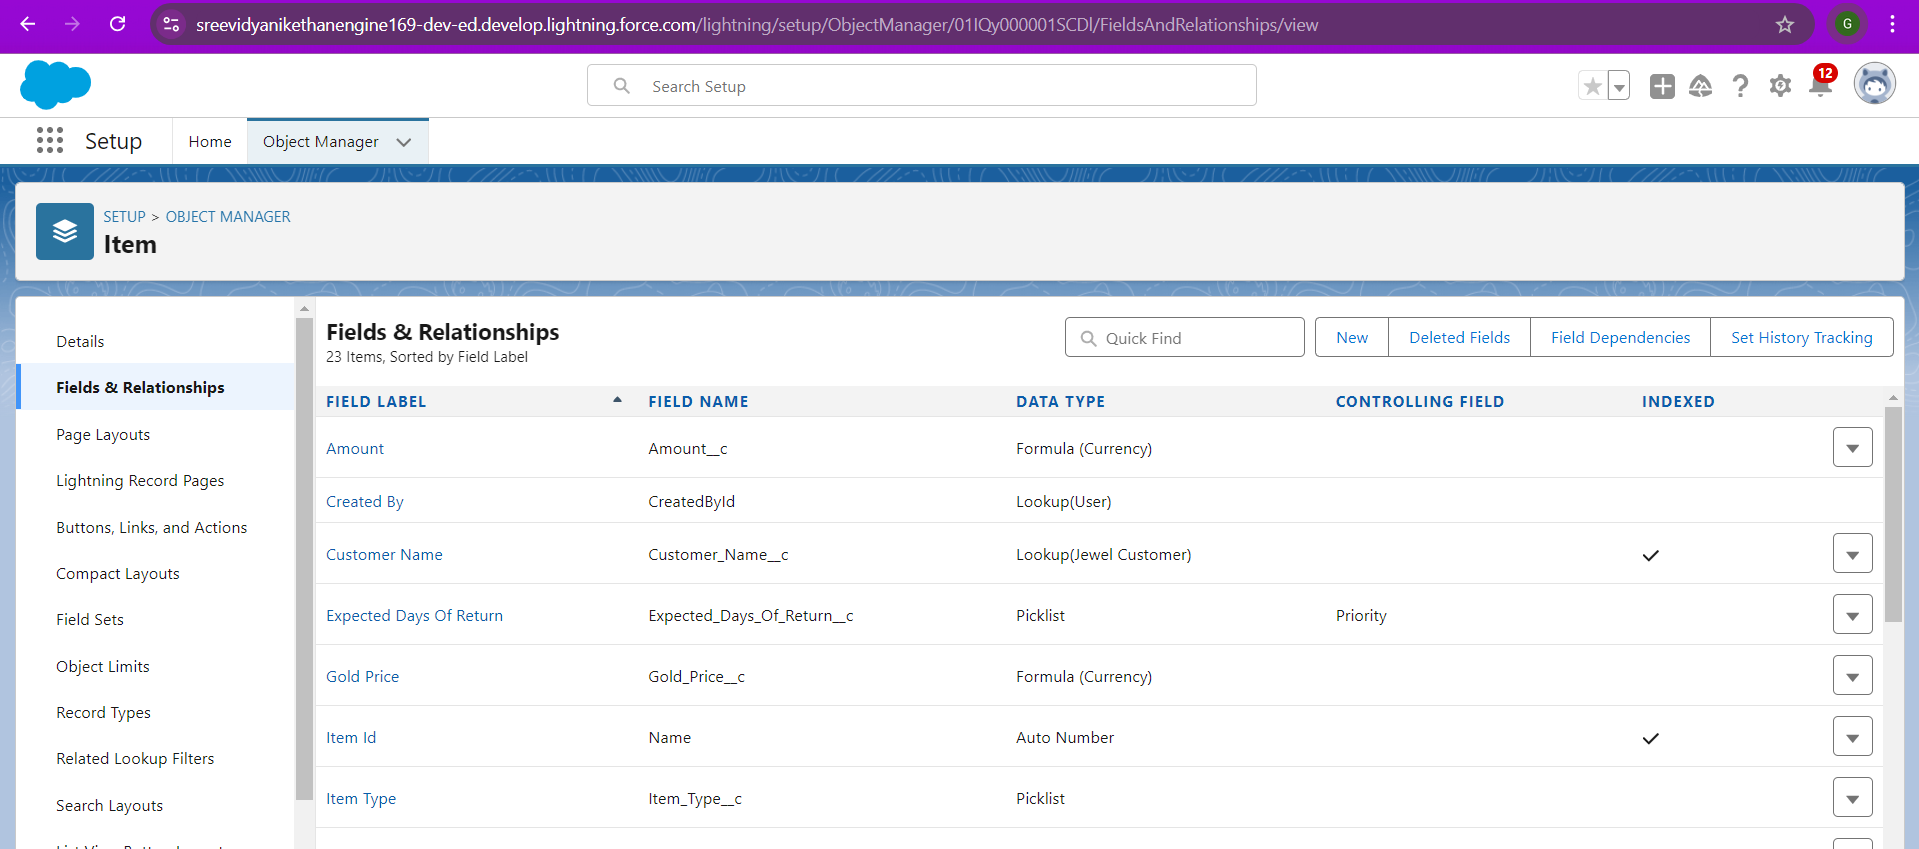 sreevidyanikethanengine169-dev-ed.develop.lightning.force.com/lightning/setup/ObjectManager/01IQy000001SCDl/FieldsAndRelationships/view
G
Search Setup
12
Setup
Home
Object Manager
SETUP > OBJECT MANAGER
Item
Details
Fields & Relationships
Page Layouts
Lightning Record Pages
Buttons, Links, and Actions
Compact Layouts
Field Sets
Object Limits
Record Types
Related Lookup Filters
Search Layouts
Fields & Relationships
23 Items, Sorted by Field Label
Quick Find
New
Deleted Fields
Field Dependencies
Set History Tracking
FIELD LABEL FIELD NAME DATA TYPE CONTROLLING FIELD INDEXED
Amount Amount__c Formula (Currency)
Created By CreatedById Lookup(User)
Customer Name Customer_Name__c Lookup(Jewel Customer)
Expected Days Of Return Expected_Days_Of_Return__c Picklist Priority
Gold Price Gold_Price__c Formula (Currency)
Item Id Name Auto Number
Item Type Item_Type__c Picklist